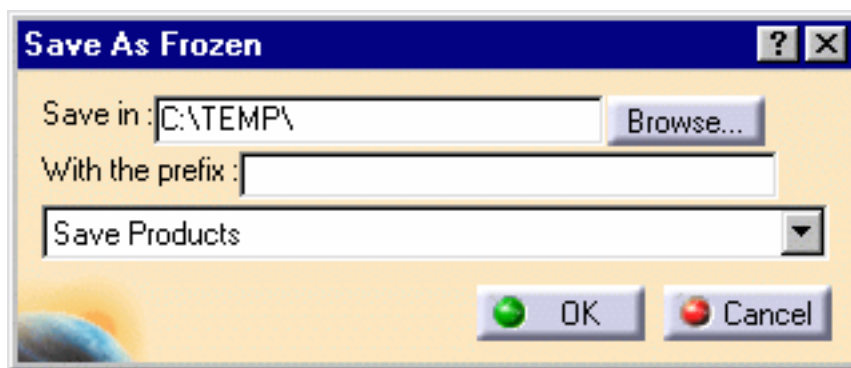 Save As Frozen
Save in : C:\TEMP\ Browse...
With the prefix :
Save Products
OK Cancel